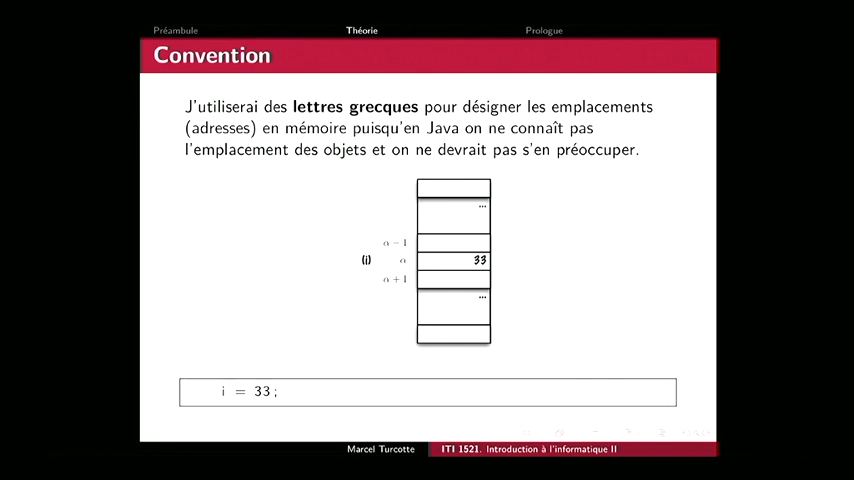 Préambule Théorie Prologue
Convention
J'utiliserai des lettres grecques pour désigner les emplacements
(adresses) en mémoire puisqu'en Java on ne connaît pas
l'emplacement des objets et on ne devrait pas s'en préoccuper.
...
α − 1
(i) α 33
α + 1
...
i = 33;
Marcel Turcotte ITI 1521. Introduction à l'informatique II